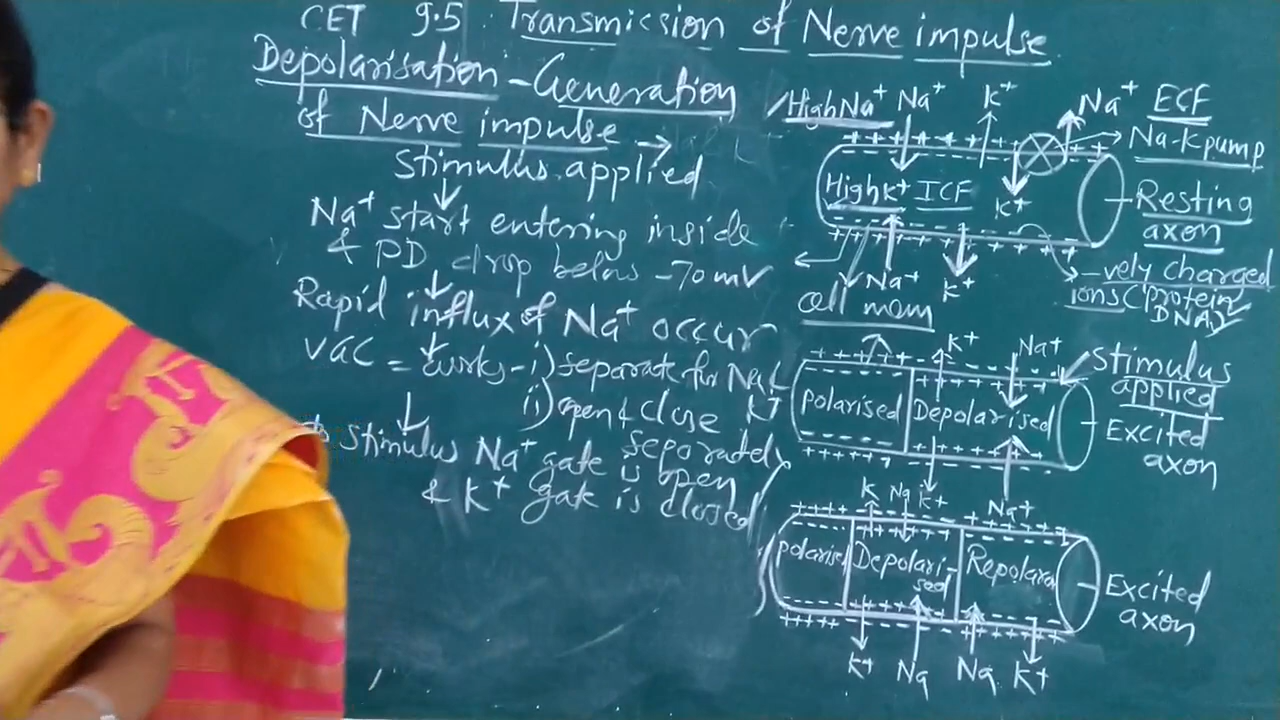 CET 9.5 Transmission of Nerve impulse
Depolarisation - Generation
of Nerve impulse →
Stimulus applied
Na+ start entering inside
& PD drop below -70mV
Rapid influx of Na+ occur
VGC = works - i) separate for Na+
ii) open & close K+
separately
stimulus Na+ gate is open
& K+ gate is closed
High Na+ Na+ K+ Na+ ECF
+ + + + + + + + +
Na-K pump
High K+ ICF
K+
Resting
axon
Na+ K+
-vely charged
ions (protein
DNA)
cell mem
K+ Na+
Stimulus
applied
Polarised Depolarised
Excited
axon
K Na K+ Na+
Polarised Depolari-
sed
Repolaris
Excited
axon
K+ Na Na K+